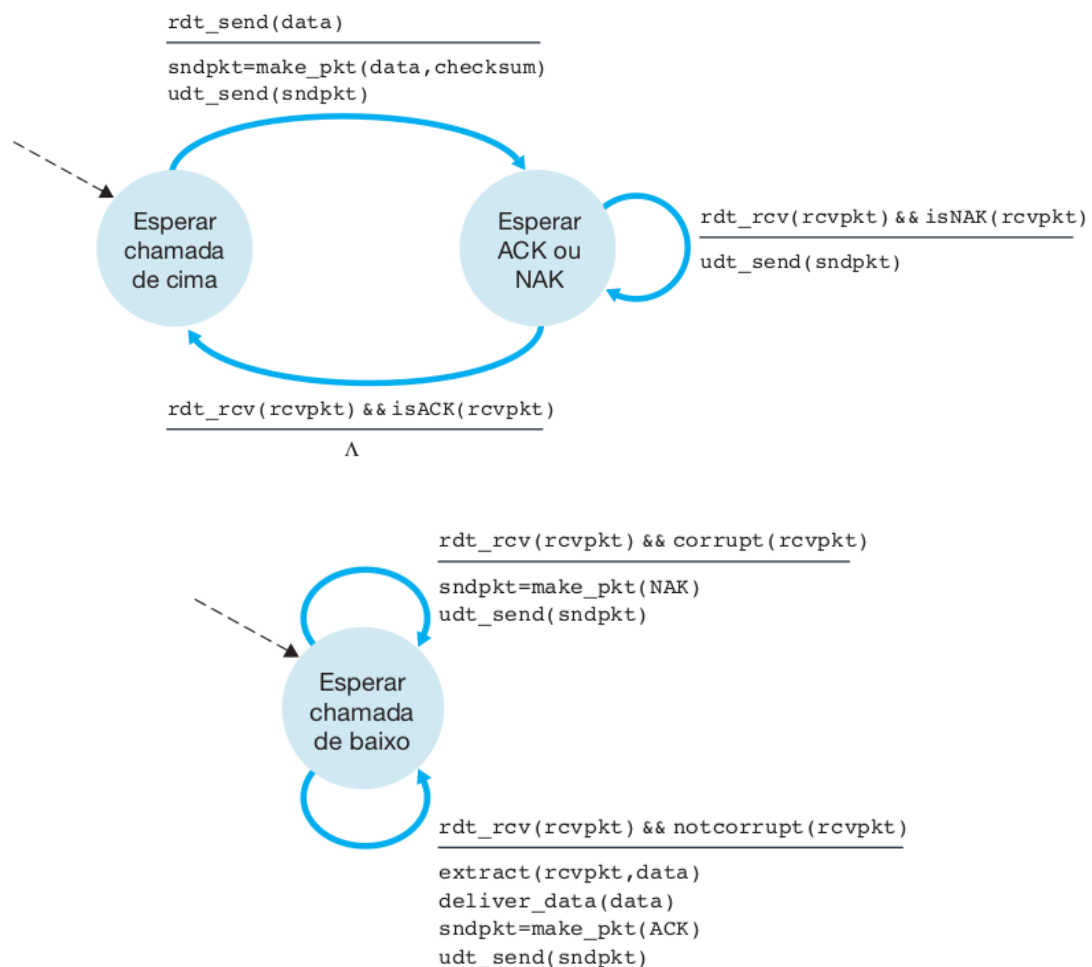 rdt_send(data)
sndpkt=make_pkt(data,checksum)
udt_send(sndpkt)
Esperar
chamada
de cima
Esperar
ACK ou
NAK
rdt_rcv(rcvpkt) && isNAK(rcvpkt)
udt_send(sndpkt)
rdt_rcv(rcvpkt) && isACK(rcvpkt)
Λ
rdt_rcv(rcvpkt) && corrupt(rcvpkt)
sndpkt=make_pkt(NAK)
udt_send(sndpkt)
Esperar
chamada
de baixo
rdt_rcv(rcvpkt) && notcorrupt(rcvpkt)
extract(rcvpkt,data)
deliver_data(data)
sndpkt=make_pkt(ACK)
udt_send(sndpkt)